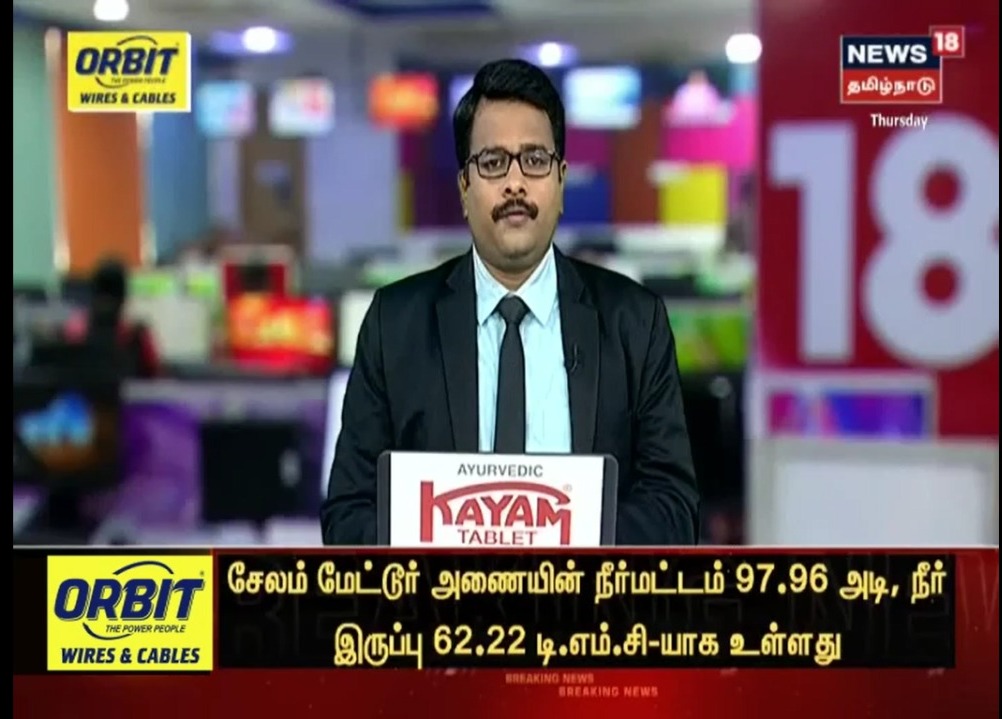 ORBIT
THE POWER PEOPLE
WIRES & CABLES
NEWS 18
தமிழ்நாடு
Thursday
18
AYURVEDIC
KAYAM®
TABLET
ORBIT
THE POWER PEOPLE
WIRES & CABLES
சேலம் மேட்டூர் அணையின் நீர்மட்டம் 97.96 அடி, நீர்
இருப்பு 62.22 டி.எம்.சி-யாக உள்ளது
BREAKING NEWS
BREAKING NEWS